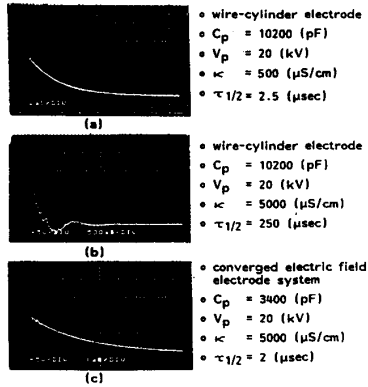 • wire-cylinder electrode
• Cp = 10200 (pF)
• Vp = 20 (kV)
• κ = 500 (μS/cm)
• τ1/2 = 2.5 (μsec)
(a)
• wire-cylinder electrode
• Cp = 10200 (pF)
• Vp = 20 (kV)
• κ = 5000 (μS/cm)
• τ1/2 = 250 (μsec)
(b)
• converged electric field
electrode system
• Cp = 3400 (pF)
• Vp = 20 (kV)
• κ = 5000 (μS/cm)
• τ1/2 = 2 (μsec)
(c)